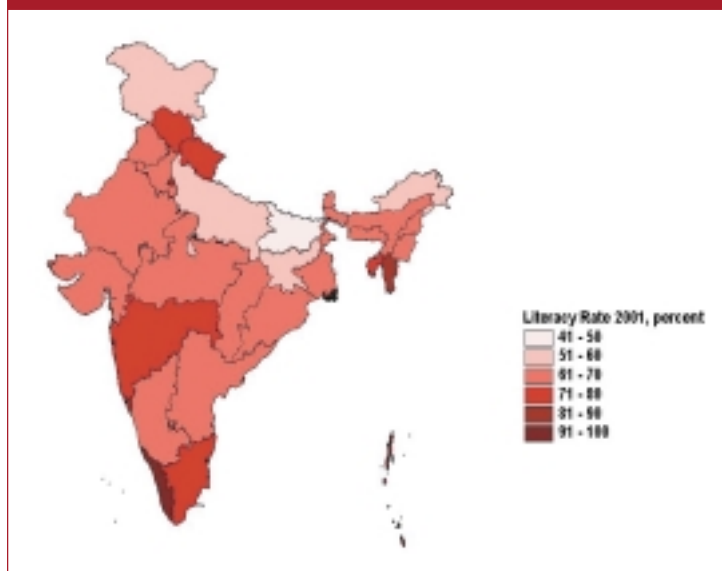 Literacy Rate 2001, percent
41 - 50
51 - 60
61 - 70
71 - 80
81 - 90
91 - 100